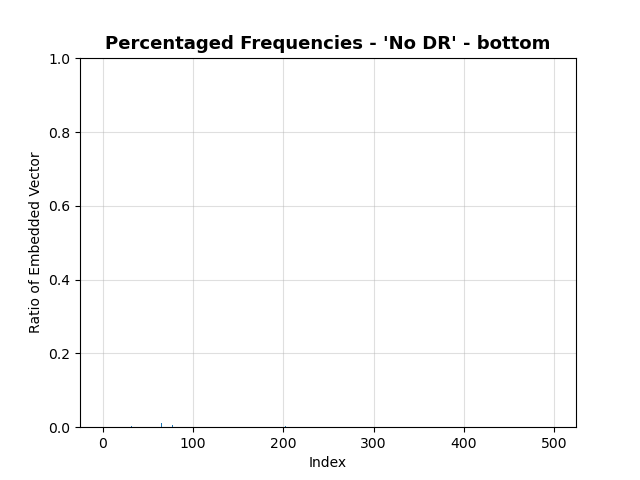 Percentaged Frequencies - 'No DR' - bottom
1.0
0.8
0.6
0.4
0.2
0.0
Ratio of Embedded Vector
0 100 200 300 400 500
Index